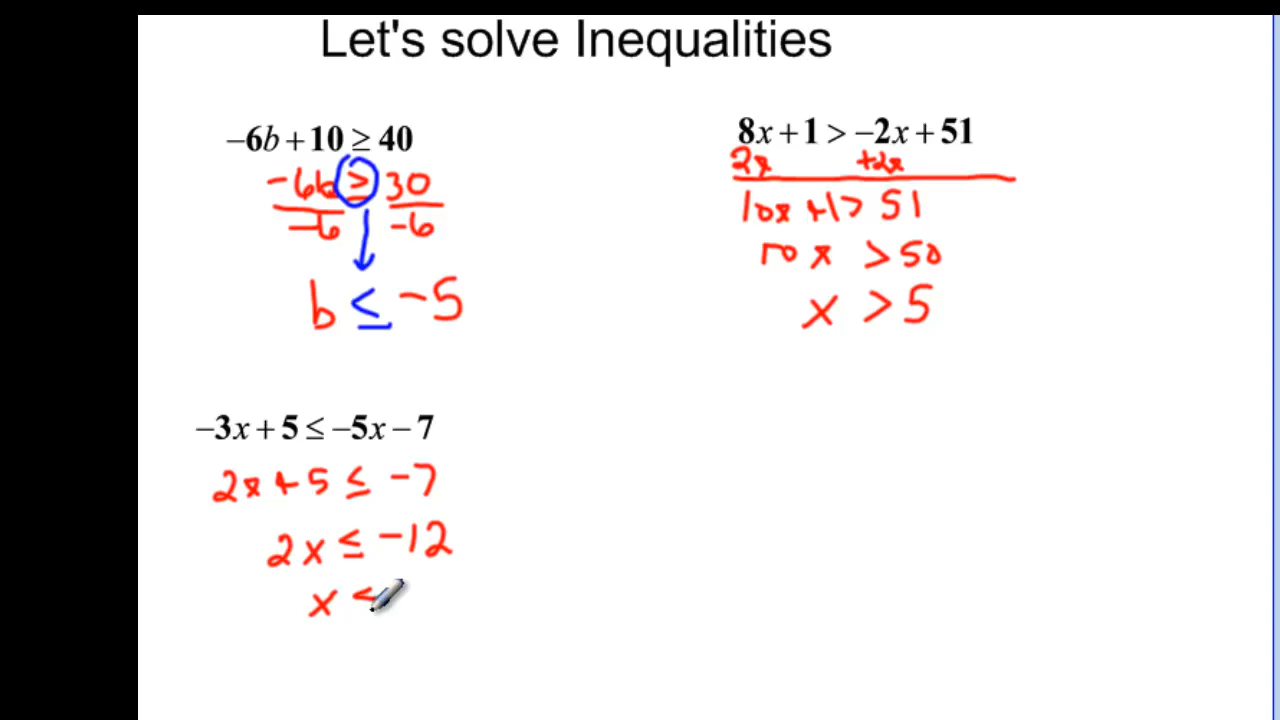 Let's solve Inequalities
−6b + 10 ≥ 40
-6b ≥ 30
-6 -6
b ≤ -5
8x + 1 > −2x + 51
2x +2x
10x + 1 > 51
10x > 50
x > 5
−3x + 5 ≤ −5x − 7
2x + 5 ≤ -7
2x ≤ -12
x <